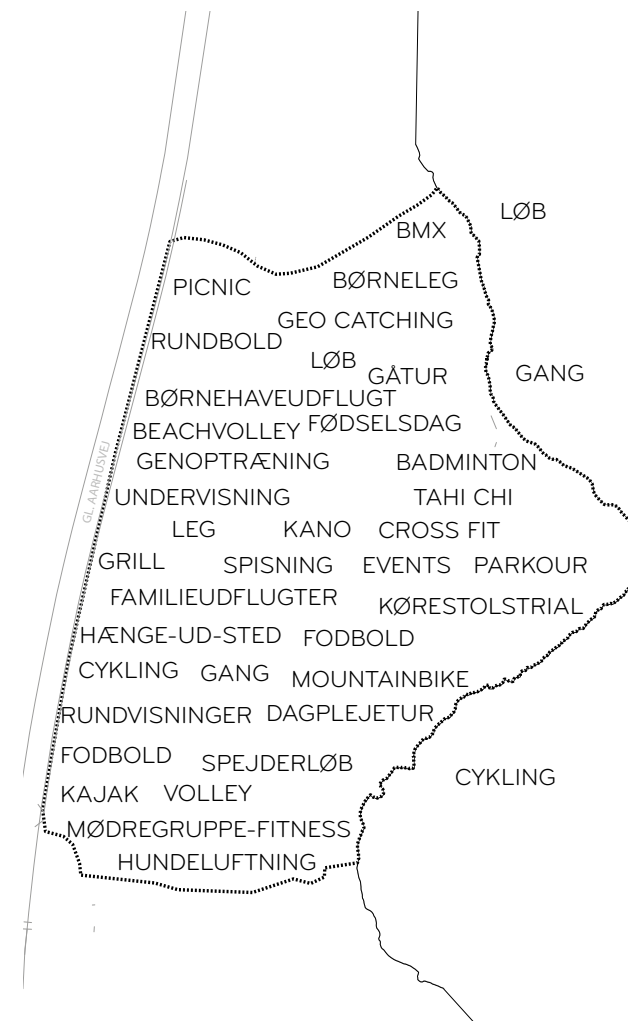 LØB
BMX
BØRNELEG
PICNIC
GEO CATCHING
RUNDBOLD
LØB
GÅTUR
GANG
BØRNEHAVEUDFLUGT
FØDSELSDAG
BEACHVOLLEY
GENOPTRÆNING
BADMINTON
GL. AARHUSVEJ
UNDERVISNING
TAHI CHI
LEG
KANO
CROSS FIT
GRILL
SPISNING
EVENTS
PARKOUR
FAMILIEUDFLUGTER
KØRESTOLSTRIAL
HÆNGE-UD-STED
FODBOLD
CYKLING
GANG
MOUNTAINBIKE
RUNDVISNINGER
DAGPLEJETUR
FODBOLD
SPEJDERLØB
CYKLING
KAJAK
VOLLEY
MØDREGRUPPE-FITNESS
HUNDELUFTNING